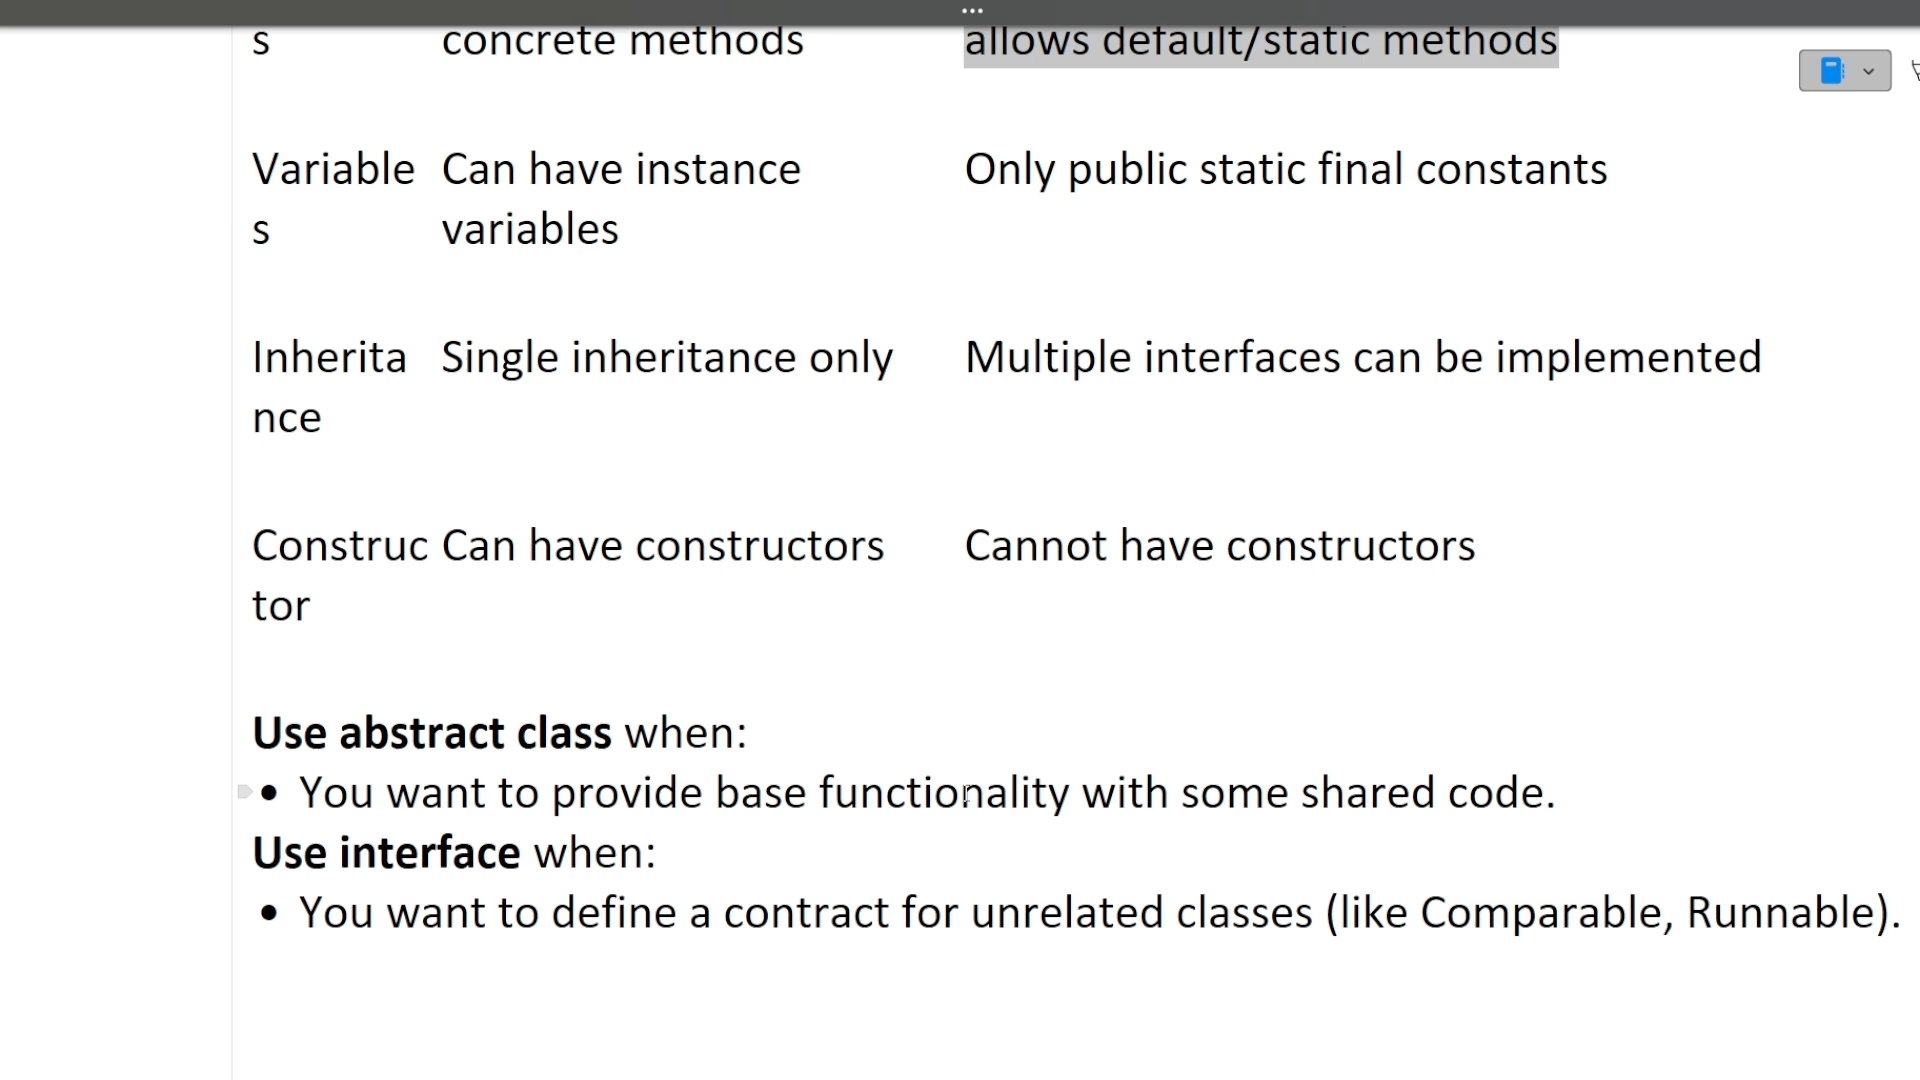 s concrete methods allows default/static methods
Variable Can have instance Only public static final constants
s variables
Inherita Single inheritance only Multiple interfaces can be implemented
nce
Construc Can have constructors Cannot have constructors
tor
Use abstract class when:
• You want to provide base functionality with some shared code.
Use interface when:
• You want to define a contract for unrelated classes (like Comparable, Runnable).